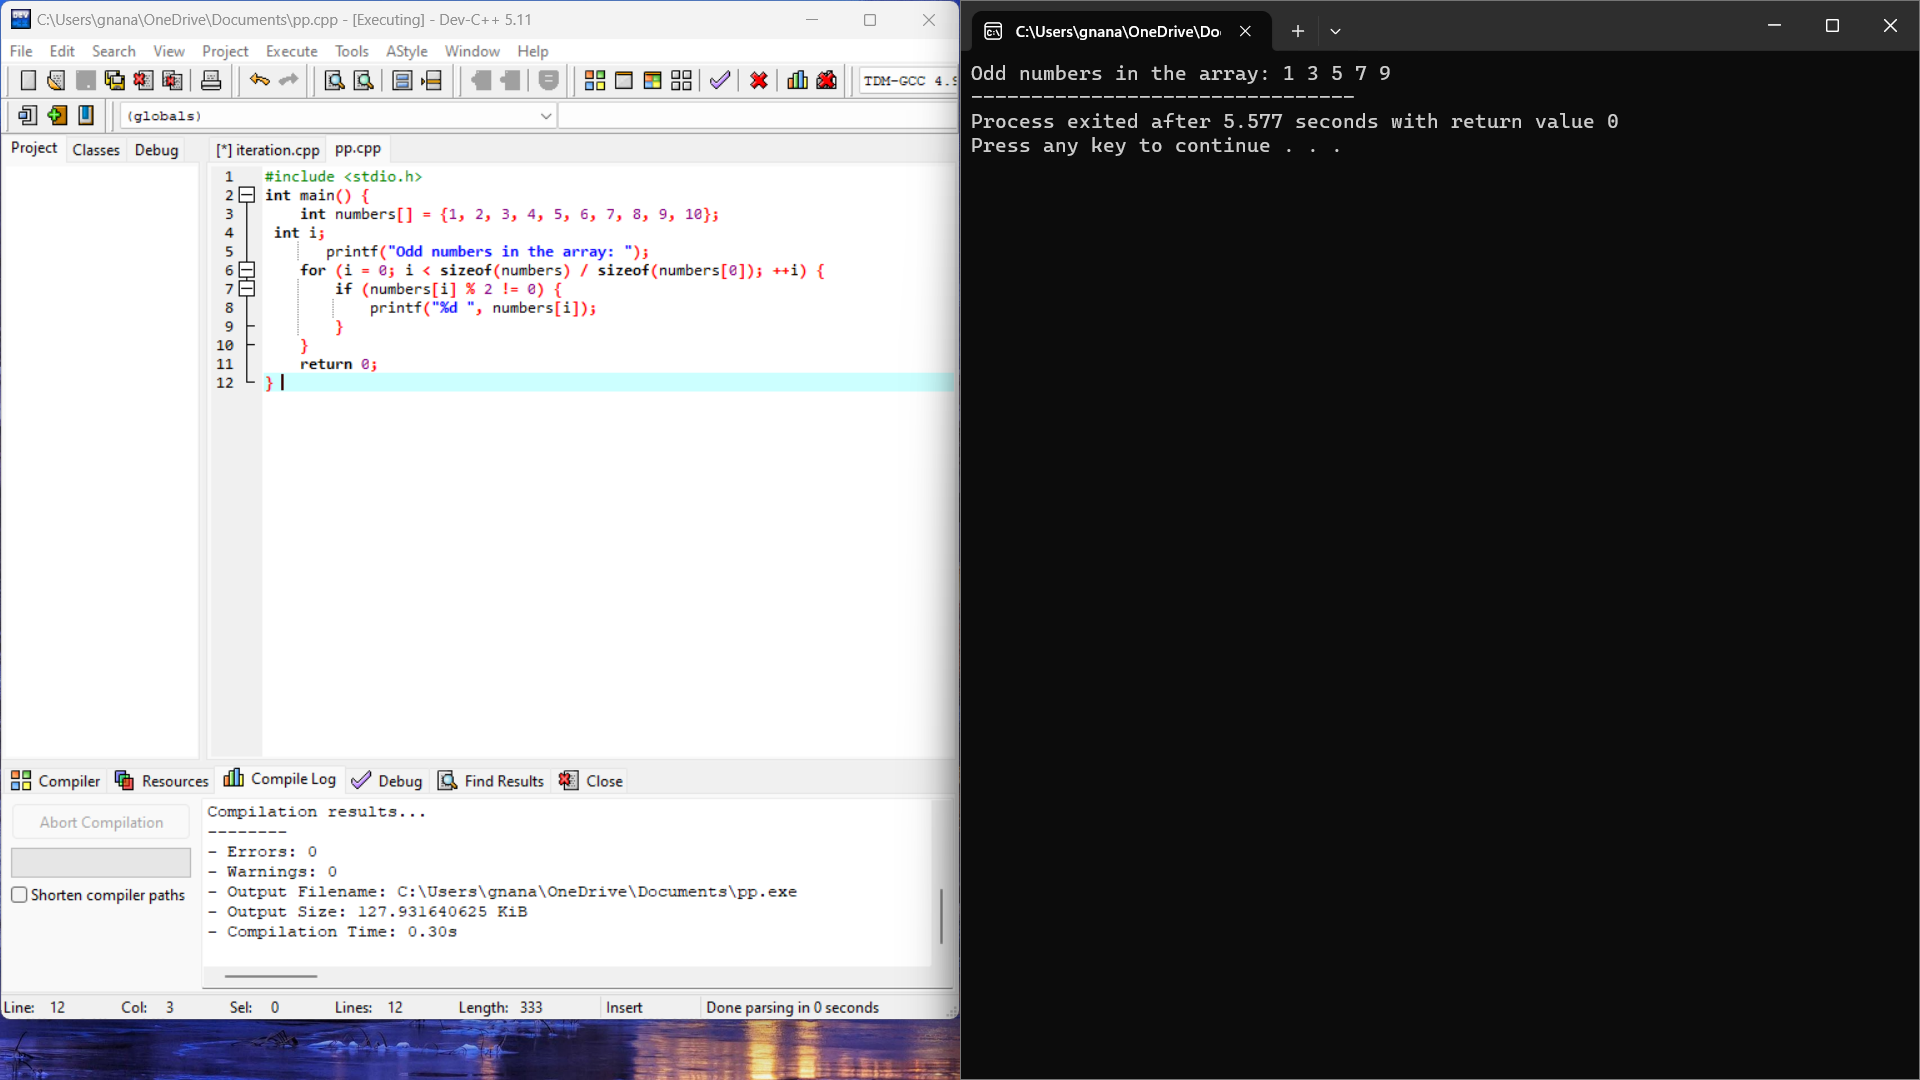 C:\Users\gnana\OneDrive\Documents\pp.cpp - [Executing] - Dev-C++ 5.11
File Edit Search View Project Execute Tools AStyle Window Help
TDM-GCC 4.9
(globals)
Project Classes Debug
[*] iteration.cpp pp.cpp
1 #include <stdio.h>
2 int main() {
3     int numbers[] = {1, 2, 3, 4, 5, 6, 7, 8, 9, 10};
4  int i;
5        printf("Odd numbers in the array: ");
6     for (i = 0; i < sizeof(numbers) / sizeof(numbers[0]); ++i) {
7         if (numbers[i] % 2 != 0) {
8             printf("%d ", numbers[i]);
9         }
10     }
11     return 0;
12 }
Compiler Resources Compile Log Debug Find Results Close
Abort Compilation
Shorten compiler paths
Compilation results...
--------
- Errors: 0
- Warnings: 0
- Output Filename: C:\Users\gnana\OneDrive\Documents\pp.exe
- Output Size: 127.931640625 KiB
- Compilation Time: 0.30s
Line: 12 Col: 3 Sel: 0 Lines: 12 Length: 333 Insert Done parsing in 0 seconds
C:\Users\gnana\OneDrive\Do
Odd numbers in the array: 1 3 5 7 9
--------------------------------
Process exited after 5.577 seconds with return value 0
Press any key to continue . . .